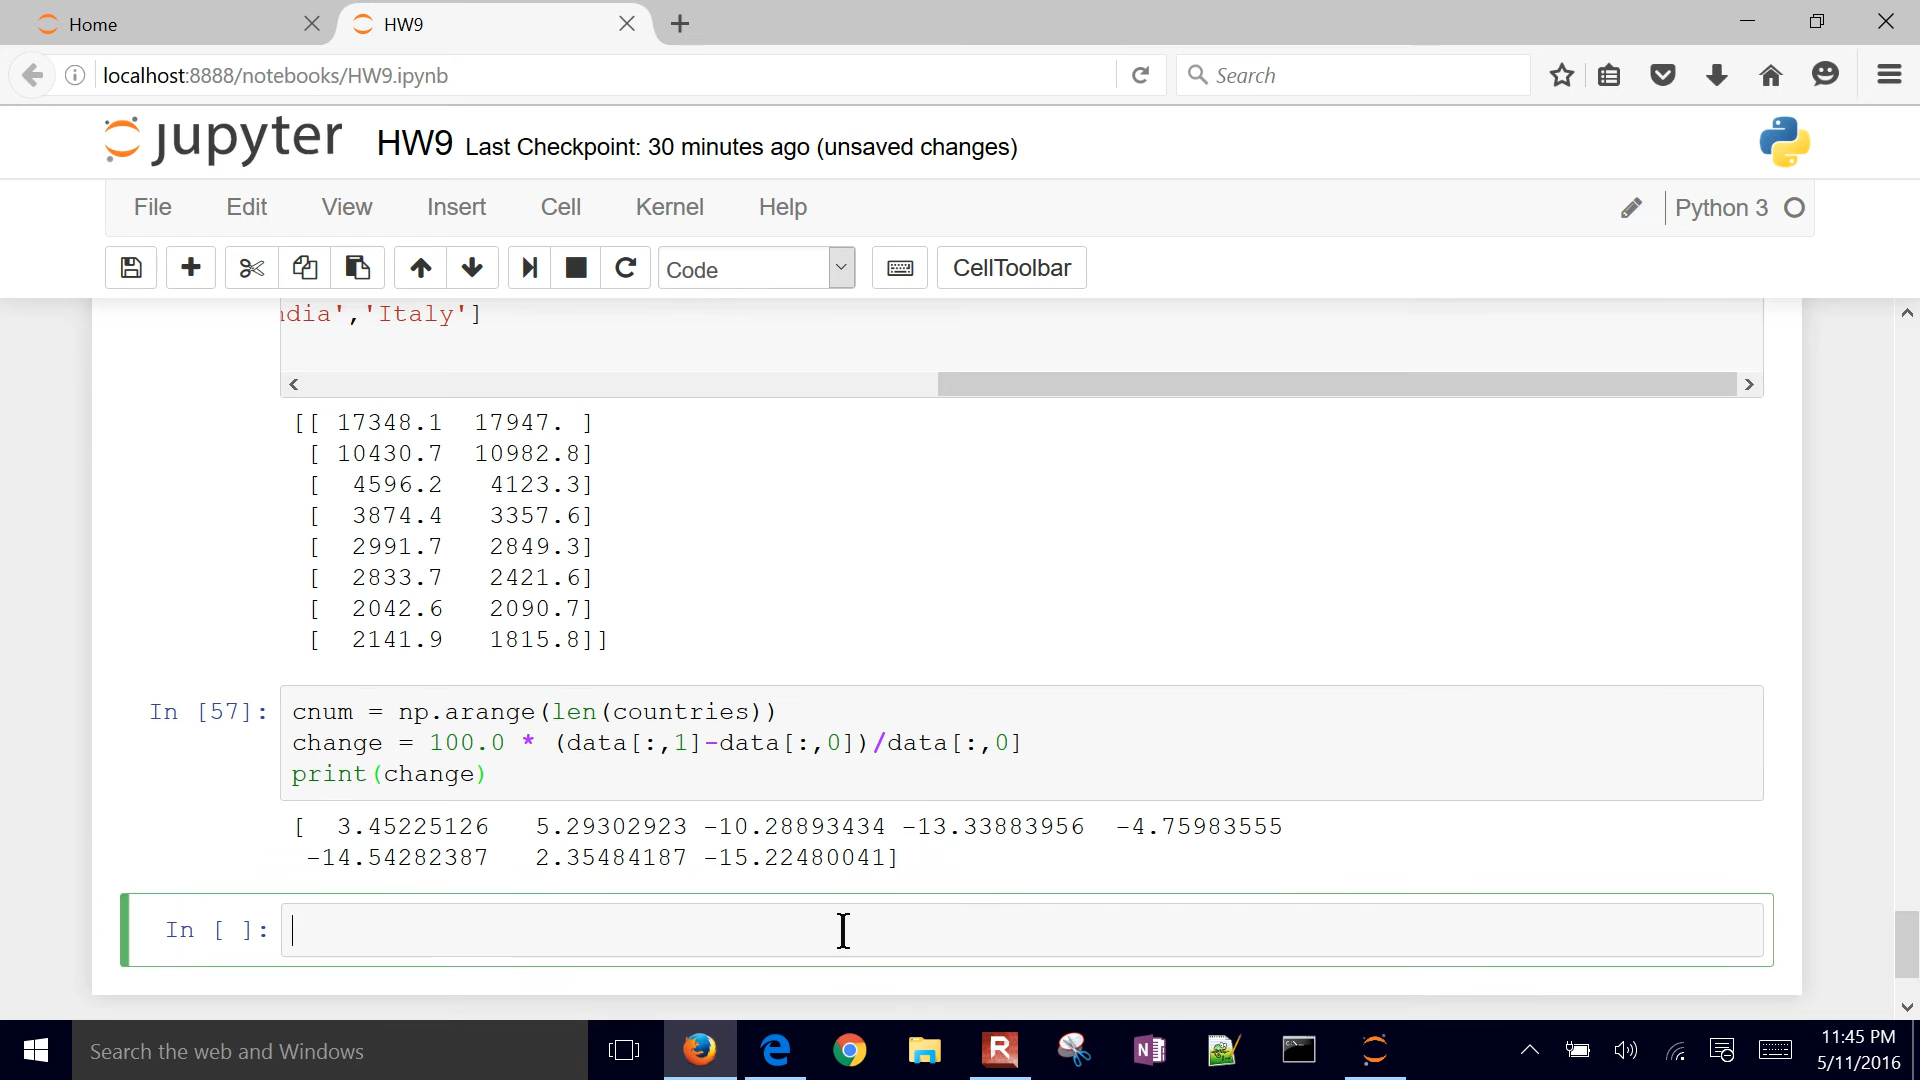 Home
HW9
localhost:8888/notebooks/HW9.ipynb
Search
jupyter HW9 Last Checkpoint: 30 minutes ago (unsaved changes)
File Edit View Insert Cell Kernel Help
Python 3
Code
CellToolbar
dia','Italy']
[[ 17348.1  17947. ]
[ 10430.7  10982.8]
[  4596.2   4123.3]
[  3874.4   3357.6]
[  2991.7   2849.3]
[  2833.7   2421.6]
[  2042.6   2090.7]
[  2141.9   1815.8]]
In [57]:
cnum = np.arange(len(countries))
change = 100.0 * (data[:,1]-data[:,0])/data[:,0]
print(change)
[  3.45225126   5.29302923 -10.28893434 -13.33883956  -4.75983555
-14.54282387   2.35484187 -15.22480041]
In [ ]:
Search the web and Windows
11:45 PM
5/11/2016